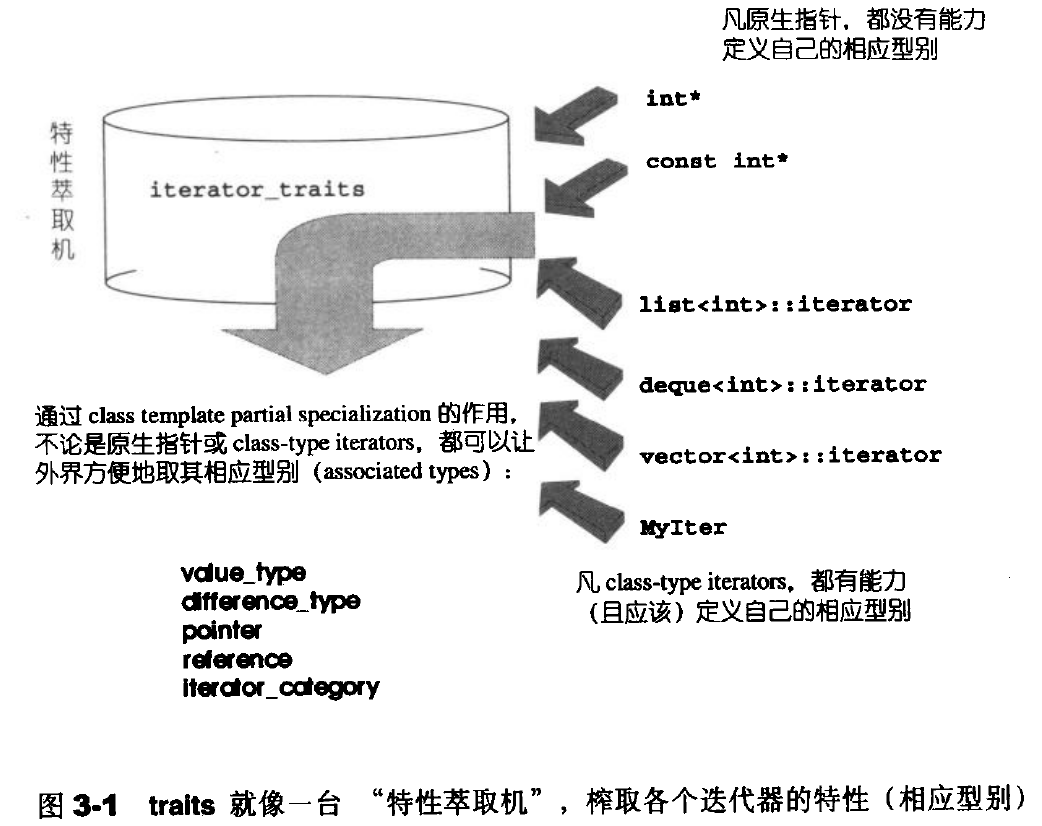 凡原生指针，都没有能力
定义自己的相应型别
int*
const int*
特性萃取机
iterator_traits
list<int>::iterator
deque<int>::iterator
vector<int>::iterator
MyIter
通过 class template partial specialization 的作用，
不论是原生指针或 class-type iterators，都可以让
外界方便地取其相应型别（associated types）：
value_type
difference_type
pointer
reference
iterator_category
凡 class-type iterators，都有能力
（且应该）定义自己的相应型别
图 3-1 traits 就像一台 “特性萃取机”，榨取各个迭代器的特性（相应型别）